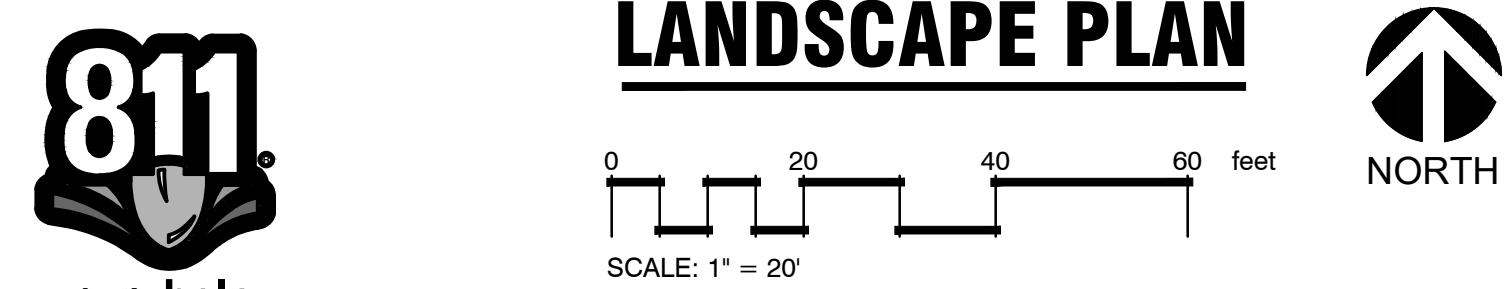 LANDSCAPE PLAN
811®
0 20 40 60 feet
NORTH
SCALE: 1" = 20'